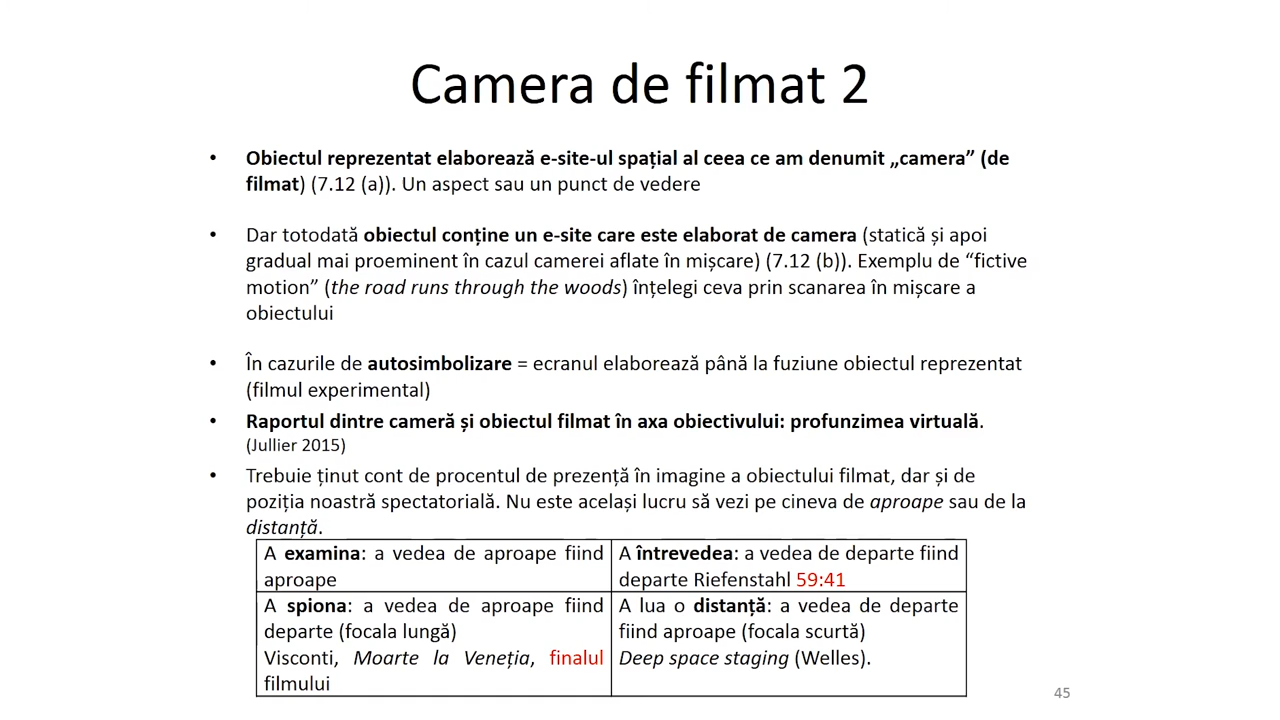 Camera de filmat 2
• Obiectul reprezentat elaborează e-site-ul spațial al ceea ce am denumit „camera” (de
filmat) (7.12 (a)). Un aspect sau un punct de vedere
• Dar totodată obiectul conține un e-site care este elaborat de camera (statică și apoi
gradual mai proeminent în cazul camerei aflate în mișcare) (7.12 (b)). Exemplu de “fictive
motion” (the road runs through the woods) înțelegi ceva prin scanarea în mișcare a
obiectului
• În cazurile de autosimbolizare = ecranul elaborează până la fuziune obiectul reprezentat
(filmul experimental)
• Raportul dintre cameră și obiectul filmat în axa obiectivului: profunzimea virtuală.
(Jullier 2015)
• Trebuie ținut cont de procentul de prezență în imagine a obiectului filmat, dar și de
poziția noastră spectatorială. Nu este același lucru să vezi pe cineva de aproape sau de la
distanță.
A examina: a vedea de aproape fiind
aproape
A întrevedea: a vedea de departe fiind
departe Riefenstahl 59:41
A spiona: a vedea de aproape fiind
departe (focala lungă)
Visconti, Moarte la Veneția, finalul
filmului
A lua o distanță: a vedea de departe
fiind aproape (focala scurtă)
Deep space staging (Welles).
45